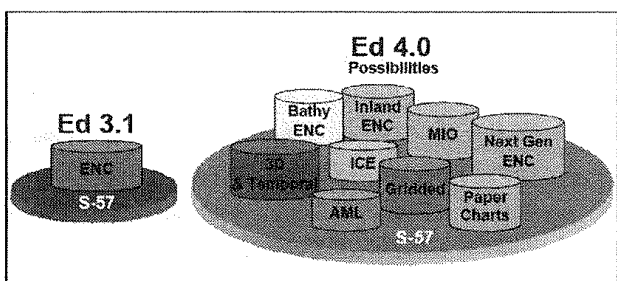 Ed 3.1
ENC
S-57
Ed 4.0
Possibilities
Bathy
ENC
Inland
ENC
MIO
Next Gen
ENC
3D
& Temporal
ICE
Gridded
AML
Paper
Charts
S-57